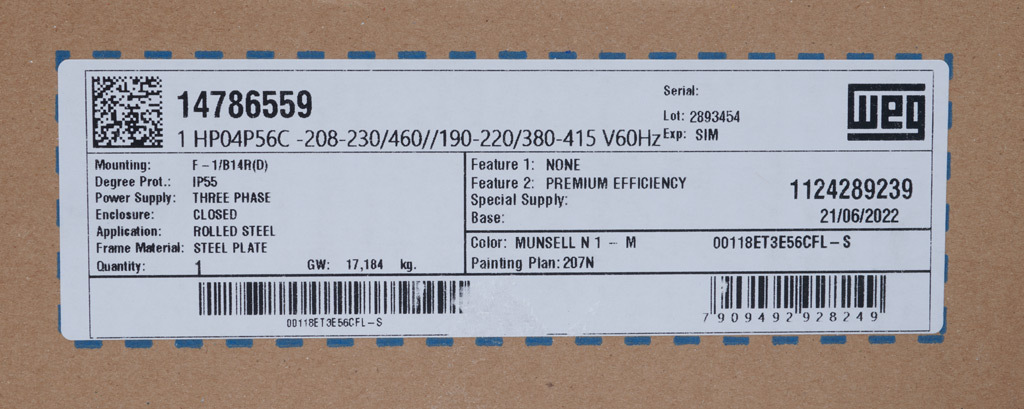 14786559
1 HP04P56C -208-230/460//190-220/380-415 V60Hz
Serial:
Lot: 2893454
Exp: SIM
WEG
Mounting: F-1/B14R(D)
Degree Prot.: IP55
Power Supply: THREE PHASE
Enclosure: CLOSED
Application: ROLLED STEEL
Frame Material: STEEL PLATE
Quantity: 1 GW: 17,184 kg.
Feature 1: NONE
Feature 2: PREMIUM EFFICIENCY
Special Supply:
Base:
1124289239
21/06/2022
Color: MUNSELL N 1 - M 00118ET3E56CFL-S
Painting Plan: 207N
00118ET3E56CFL-S
7909492928249